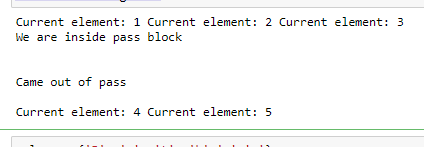 Current element: 1 Current element: 2 Current element: 3
We are inside pass block
Came out of pass
Current element: 4 Current element: 5